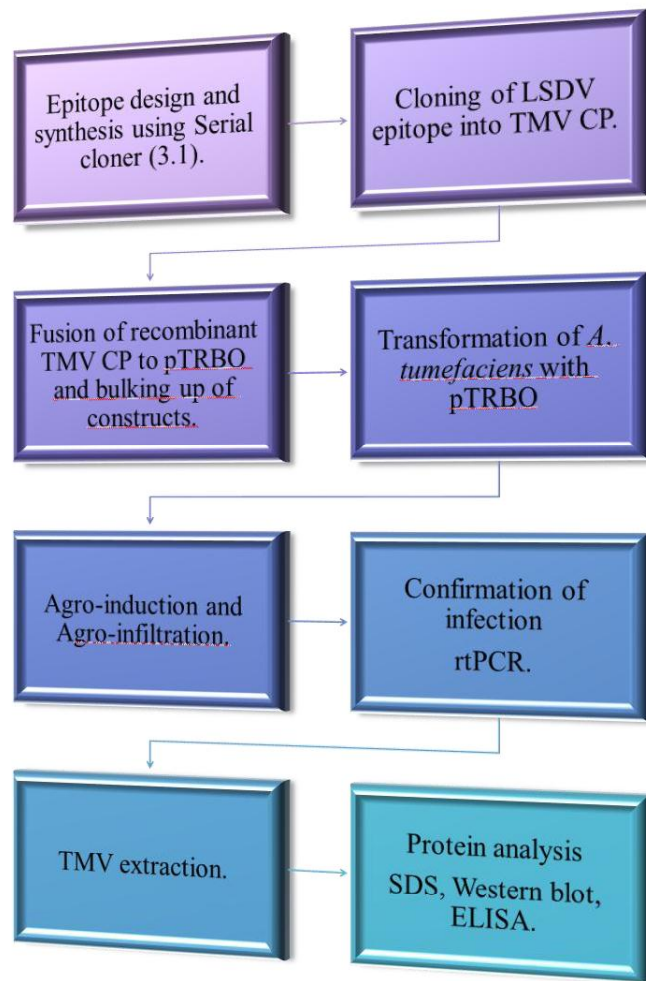 Epitope design and
synthesis using Serial
cloner (3.1).
Cloning of LSDV
epitope into TMV CP.
Fusion of recombinant
TMV CP to pTRBO
and bulking up of
constructs.
Transformation of A.
tumefaciens with
pTRBO
Agro-induction and
Agro-infiltration.
Confirmation of
infection
rtPCR.
TMV extraction.
Protein analysis
SDS, Western blot,
ELISA.